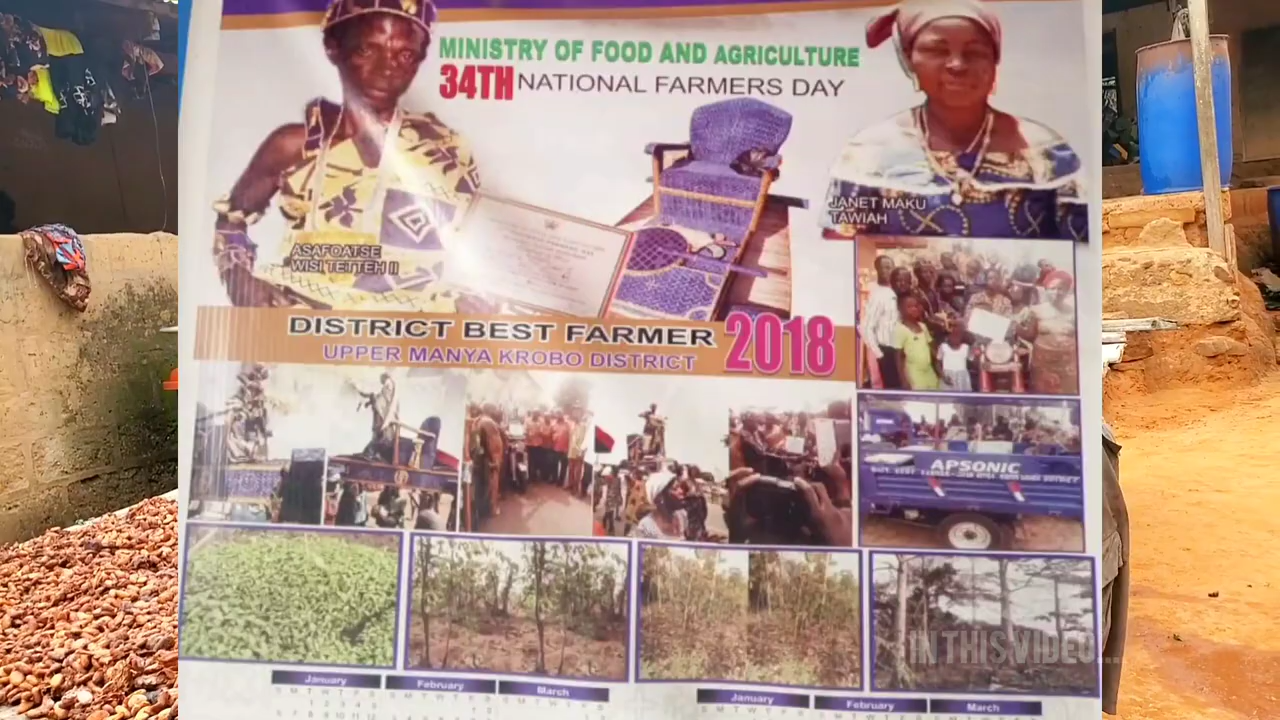 MINISTRY OF FOOD AND AGRICULTURE
34TH NATIONAL FARMERS DAY
JANET MAKU
TAWIAH
ASAFOATSE
WISI TETTEH II
DISTRICT BEST FARMER 2018
UPPER MANYA KROBO DISTRICT
APSONIC
IN THIS VIDEO....
January
February
March
January
February
March